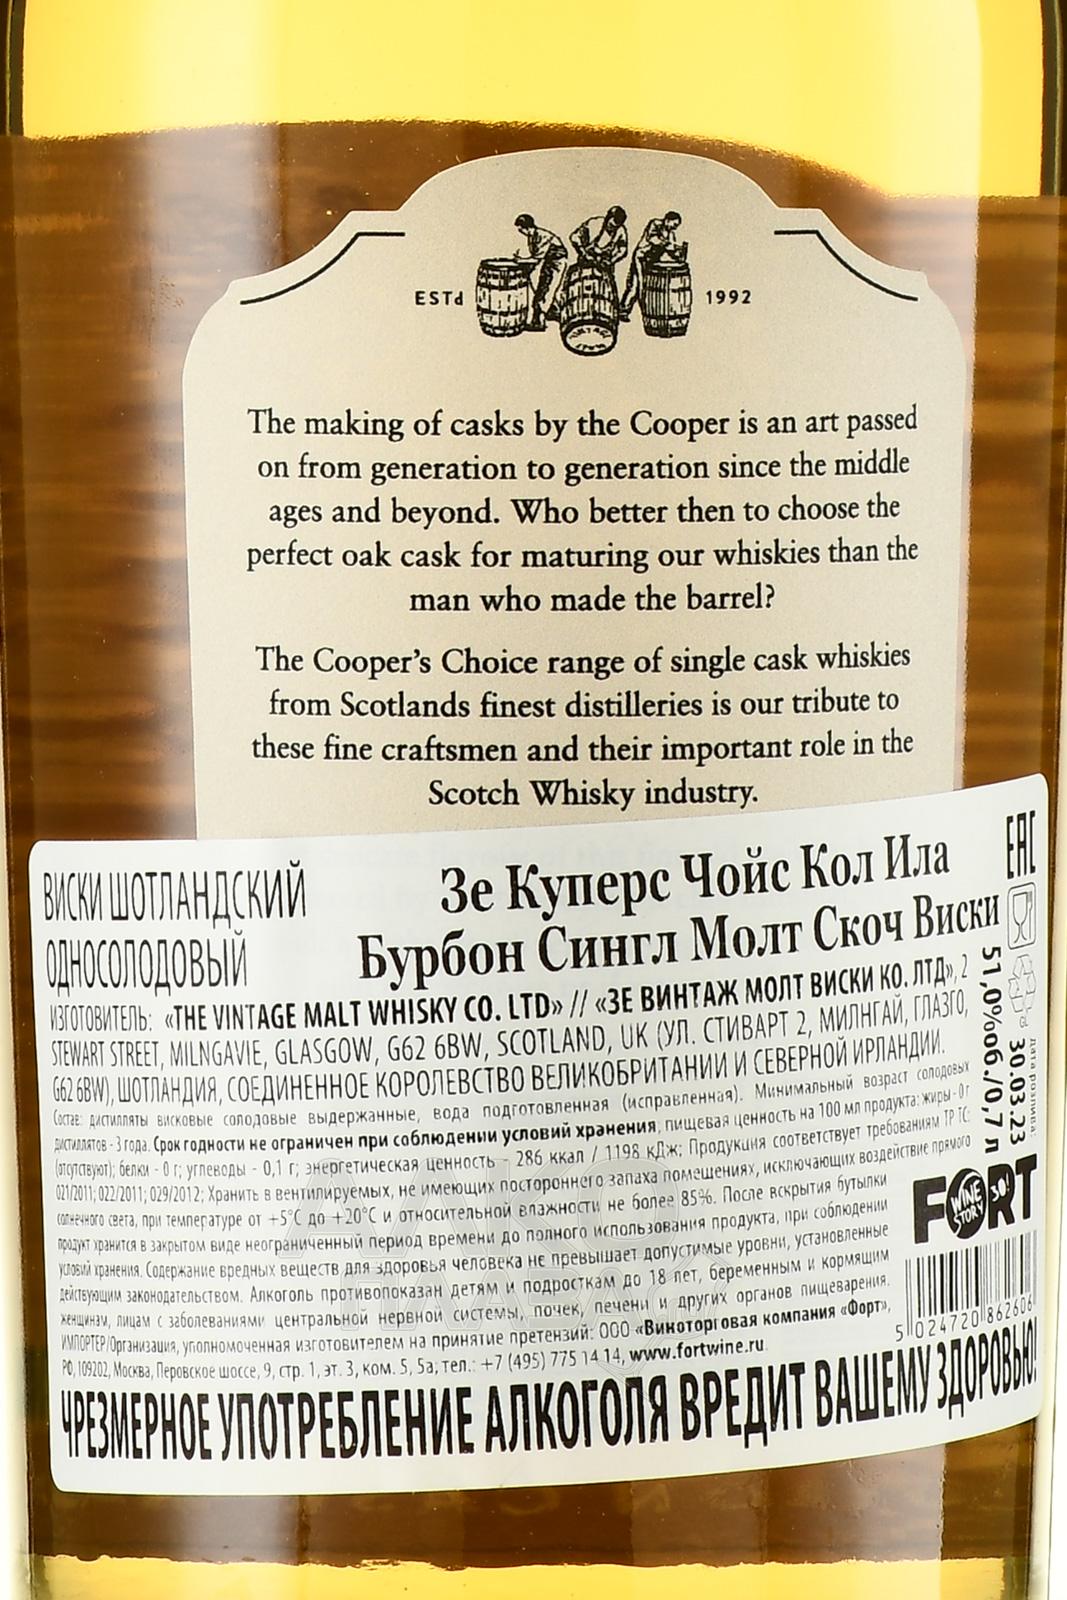 ESTd 1992
The making of casks by the Cooper is an art passed
on from generation to generation since the middle
ages and beyond. Who better then to choose the
perfect oak cask for maturing our whiskies than the
man who made the barrel?
The Cooper's Choice range of single cask whiskies
from Scotlands finest distilleries is our tribute to
these fine craftsmen and their important role in the
Scotch Whisky industry.
ВИСКИ ШОТЛАНДСКИЙ
ОДНОСОЛОДОВЫЙ
Зе Куперс Чойс Кол Ила
Бурбон Сингл Молт Скоч Виски
ИЗГОТОВИТЕЛЬ: «THE VINTAGE MALT WHISKY CO. LTD» // «ЗЕ ВИНТАЖ МОЛТ ВИСКИ КО. ЛТД», 2
STEWART STREET, MILNGAVIE, GLASGOW, G62 6BW, SCOTLAND, UK (УЛ. СТИВАРТ 2, МИЛНГАЙ, ГЛАЗГО,
G62 6BW), ШОТЛАНДИЯ, СОЕДИНЕННОЕ КОРОЛЕВСТВО ВЕЛИКОБРИТАНИИ И СЕВЕРНОЙ ИРЛАНДИИ.
Состав: дистилляты висковые солодовые выдержанные, вода подготовленная (исправленная). Минимальный возраст солодовых
дистиллятов - 3 года. Срок годности не ограничен при соблюдении условий хранения; пищевая ценность на 100 мл продукта: жиры - 0 г
(отсутствуют); белки - 0 г; углеводы - 0,1 г; энергетическая ценность - 286 ккал / 1198 кДж; Продукция соответствует требованиям ТР ТС:
021/2011; 022/2011; 029/2012; Хранить в вентилируемых, не имеющих постороннего запаха помещениях, исключающих воздействие прямого
солнечного света, при температуре от +5°С до +20°С и относительной влажности не более 85%. После вскрытия бутылки
продукт хранится в закрытом виде неограниченный период времени до полного использования продукта, при соблюдении
условий хранения. Содержание вредных веществ для здоровья человека не превышает допустимые уровни, установленные
действующим законодательством. Алкоголь противопоказан детям и подросткам до 18 лет, беременным и кормящим
женщинам, лицам с заболеваниями центральной нервной системы, почек, печени и других органов пищеварения.
ИМПОРТЕР/Организация, уполномоченная изготовителем на принятие претензий: ООО «Виноторговая компания «Форт»,
РФ, 109202, Москва, Перовское шоссе, 9, стр. 1, эт. 3, ком. 5, 5а; тел.: +7 (495) 775 14 14, www.fortwine.ru
ЧРЕЗМЕРНОЕ УПОТРЕБЛЕНИЕ АЛКОГОЛЯ ВРЕДИТ ВАШЕМУ ЗДОРОВЬЮ!
EAC
GL
51,0%об./0,7 л
Дата розлива:
30.03.23
FORT
WINE
STORY
30!
5 024720 862606
АЛКО
НАВАС